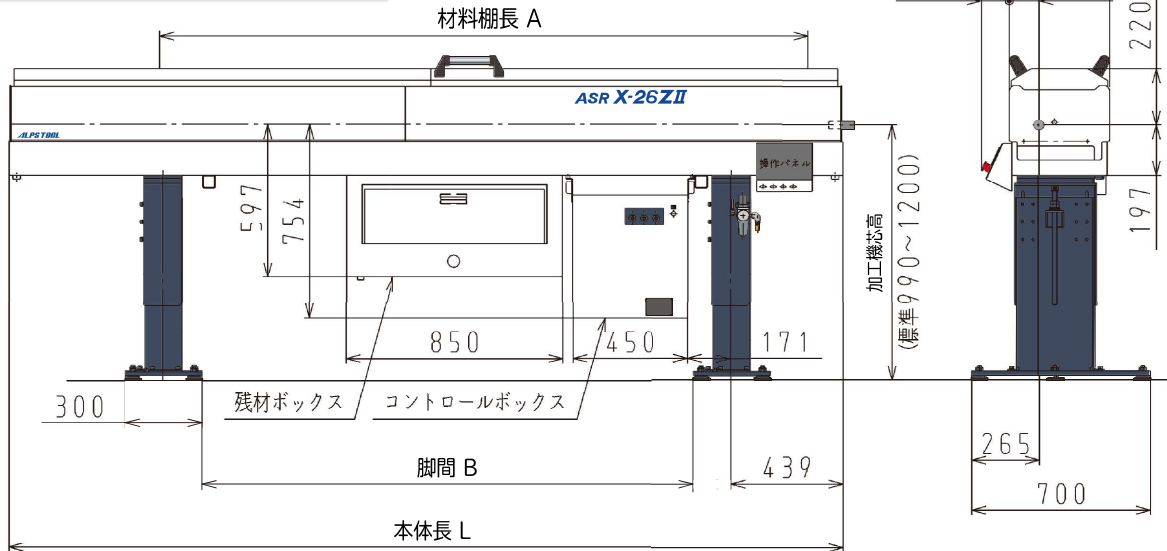 材料棚長 A
220
ASR X-26ZII
ALPSTOOL
操作パネル
597
754
加工機芯高
(標準990~1200)
197
850
450
171
300
残材ボックス
コントロールボックス
265
脚間 B
439
700
本体長 L